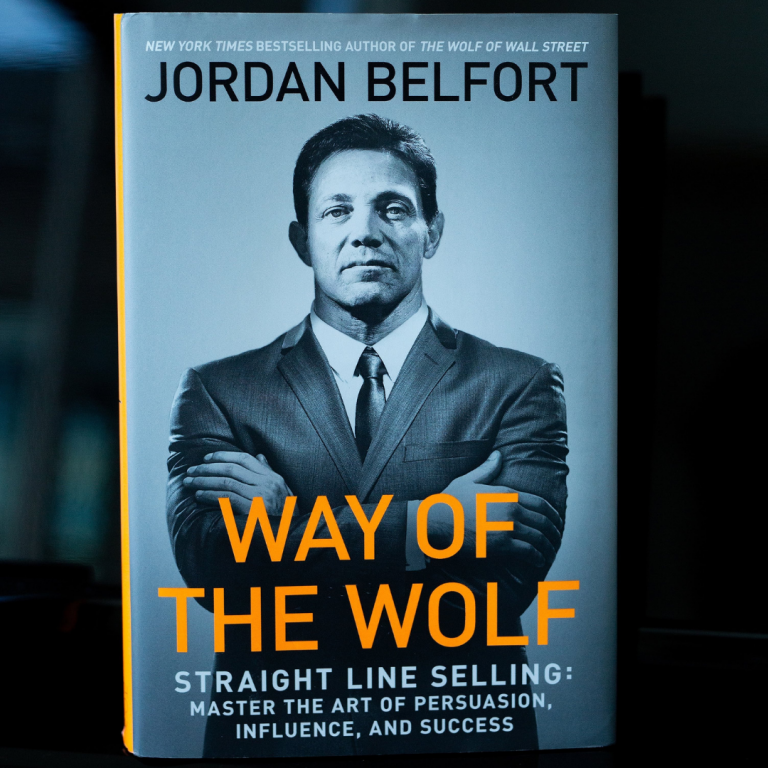 NEW YORK TIMES BESTSELLING AUTHOR OF THE WOLF OF WALL STREET
JORDAN BELFORT
WAY OF
THE WOLF
STRAIGHT LINE SELLING:
MASTER THE ART OF PERSUASION,
INFLUENCE, AND SUCCESS